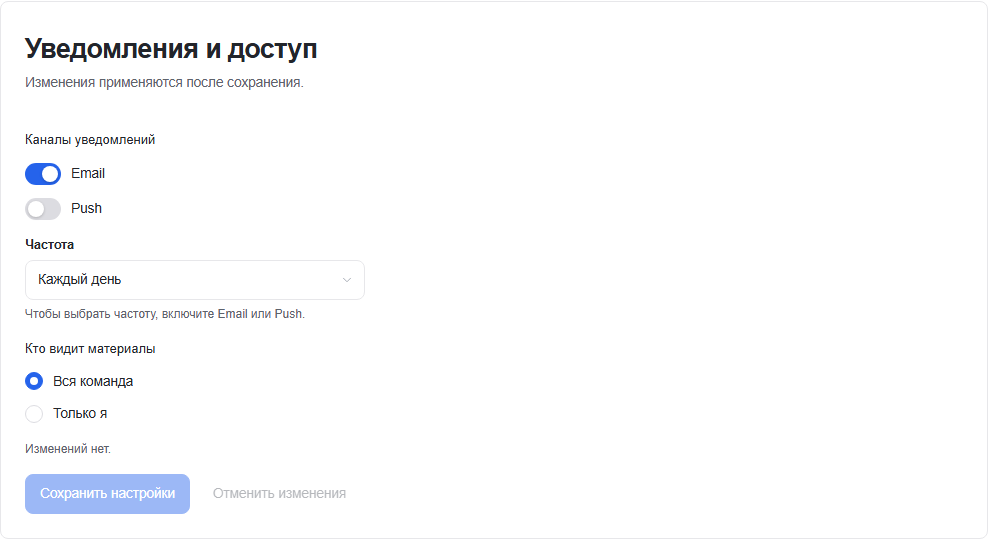 Уведомления и доступ
Изменения применяются после сохранения.
Каналы уведомлений
Email
Push
Частота
Каждый день
Чтобы выбрать частоту, включите Email или Push.
Кто видит материалы
Вся команда
Только я
Изменений нет.
Сохранить настройки
Отменить изменения